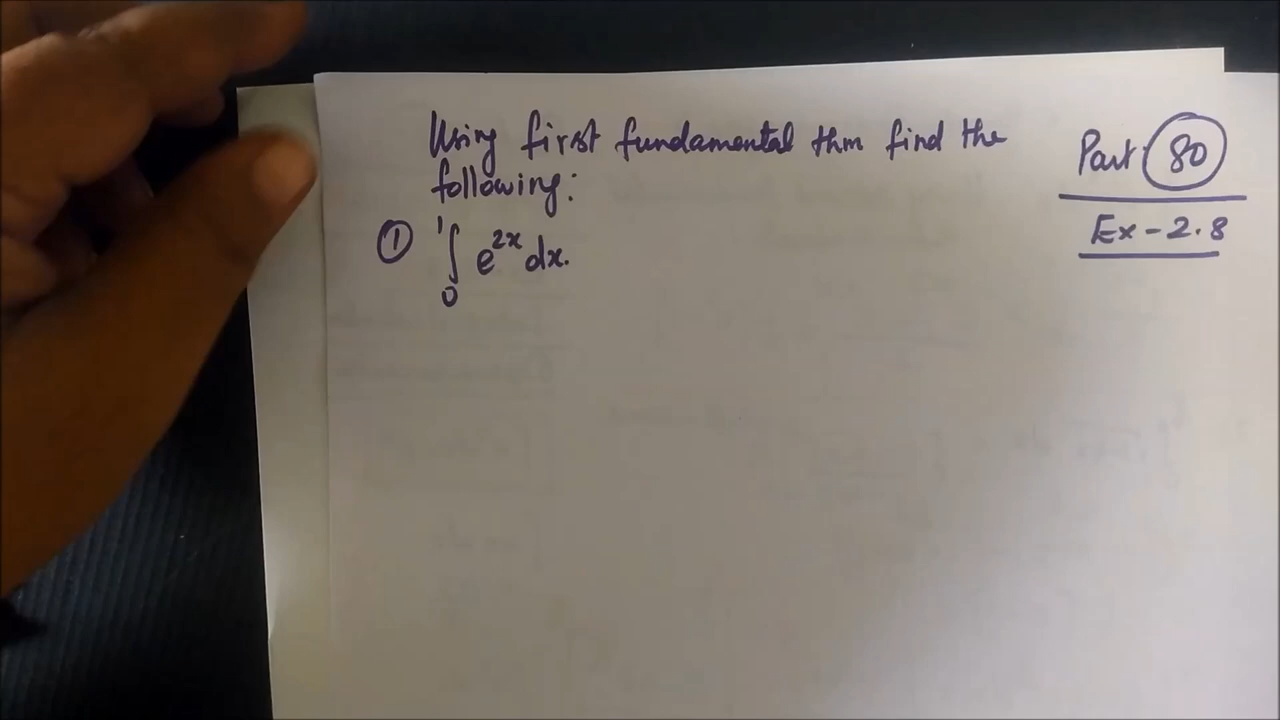 Using first fundamental thm find the
following:
① ∫₀¹ e^{2x} dx.
Part 80
Ex - 2.8